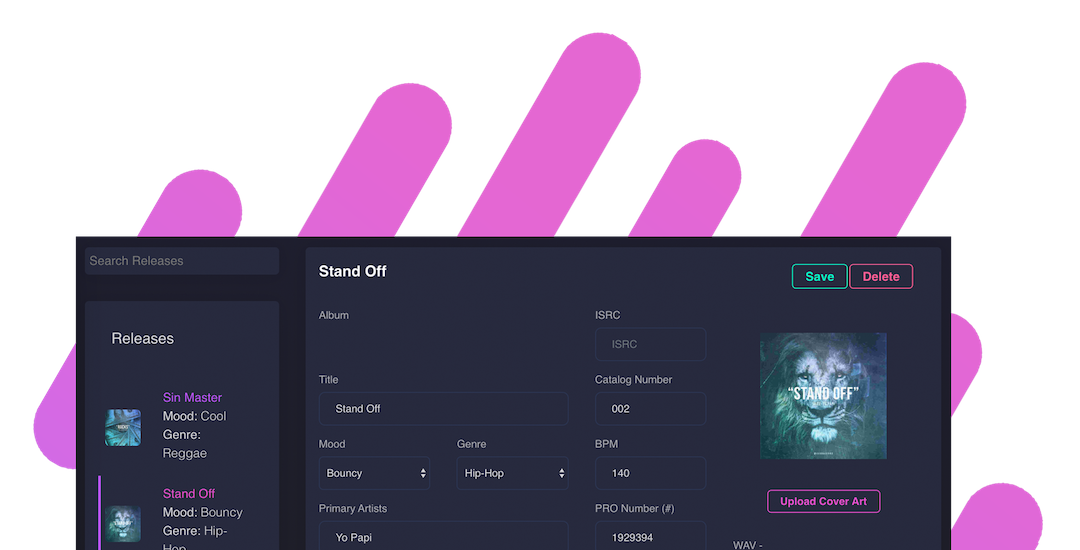 Search Releases
Releases
Sin Master
Mood: Cool
Genre:
Reggae
Stand Off
Mood: Bouncy
Genre: Hip-
Hop
Stand Off
Save
Delete
Album
ISRC
ISRC
Title
Catalog Number
Stand Off
002
Mood
Genre
BPM
Bouncy
Hip-Hop
140
Primary Artists
PRO Number (#)
Yo Papi
1929394
“STAND OFF”
Upload Cover Art
WAV -